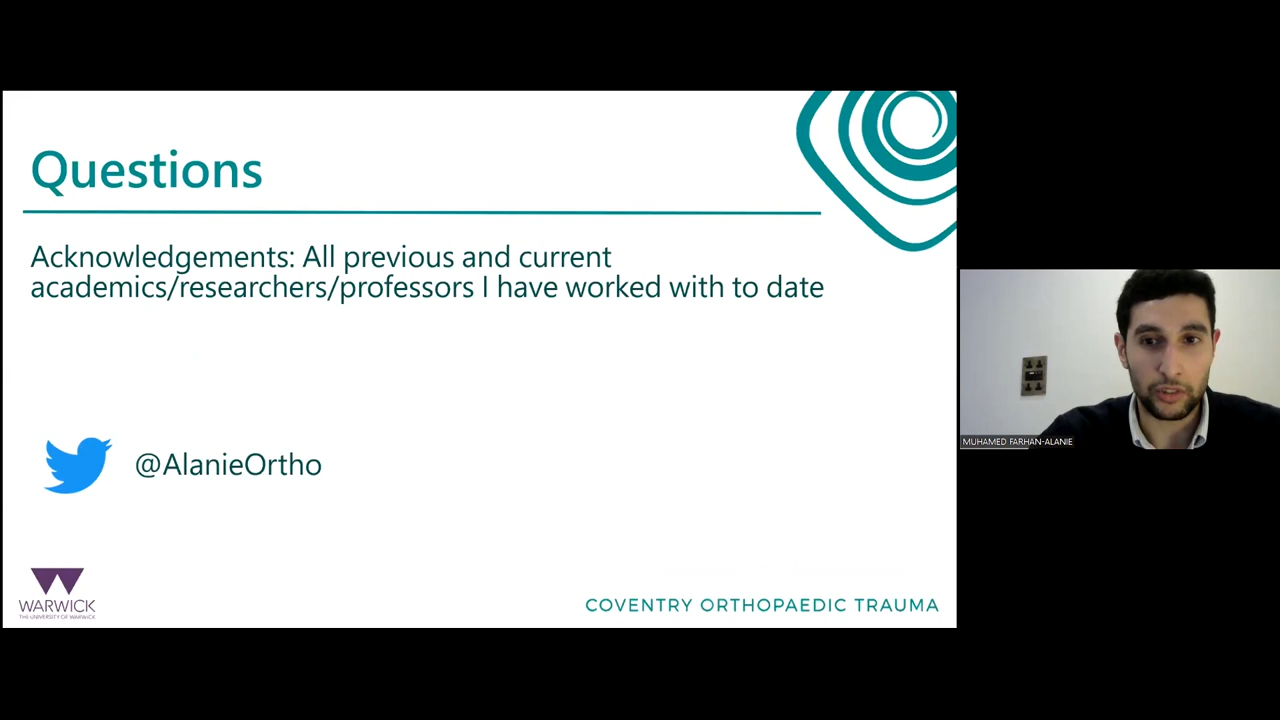 Questions
Acknowledgements: All previous and current
academics/researchers/professors I have worked with to date
@AlanieOrtho
WARWICK
THE UNIVERSITY OF WARWICK
COVENTRY ORTHOPAEDIC TRAUMA
MUHAMED FARHAN-ALANIE